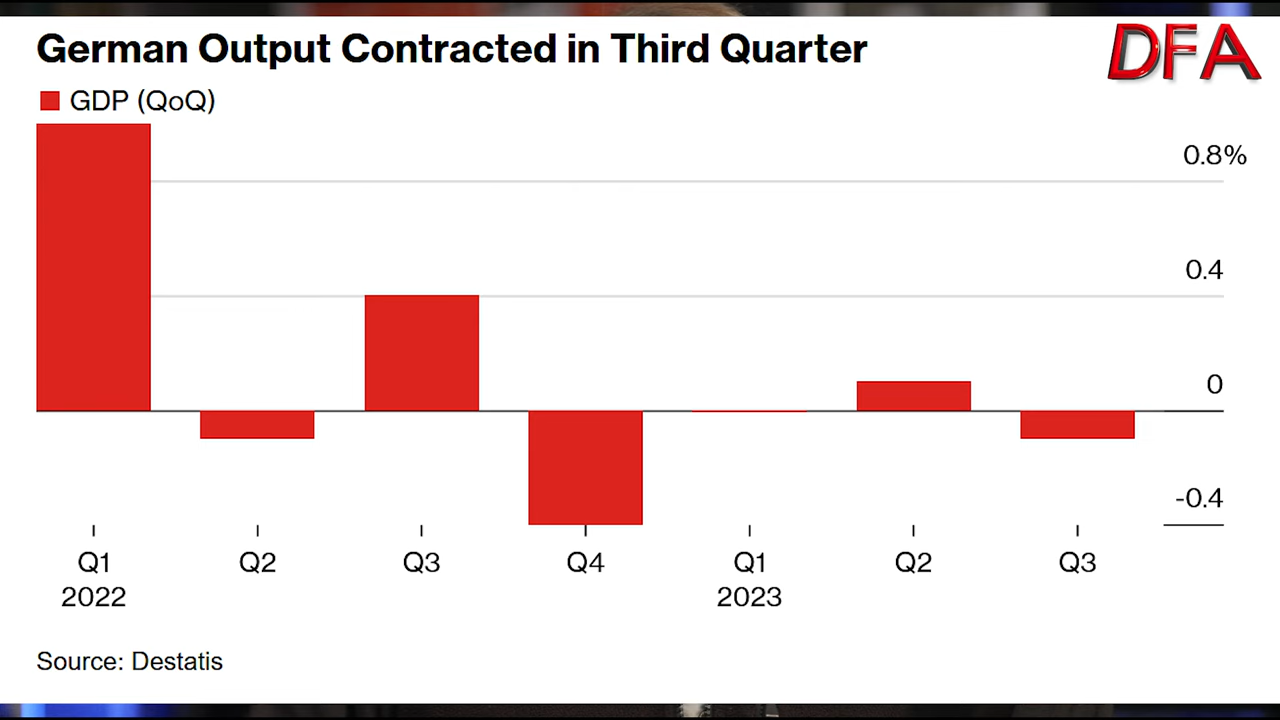 German Output Contracted in Third Quarter
DFA
GDP (QoQ)
0.8%
0.4
0
-0.4
Q1 Q2 Q3 Q4 Q1 Q2 Q3
2022 2023
Source: Destatis